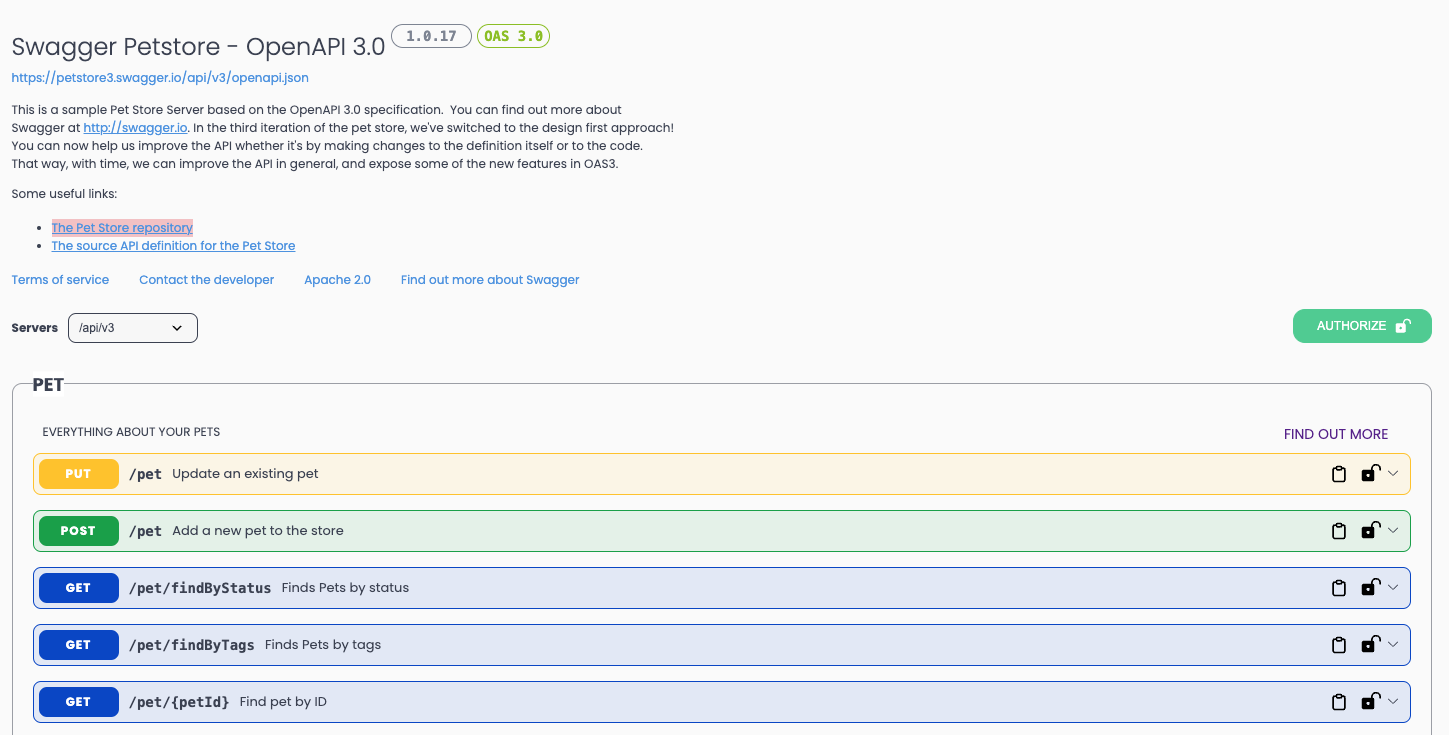 Swagger Petstore - OpenAPI 3.0 1.0.17 OAS 3.0
https://petstore3.swagger.io/api/v3/openapi.json
This is a sample Pet Store Server based on the OpenAPI 3.0 specification. You can find out more about
Swagger at http://swagger.io. In the third iteration of the pet store, we've switched to the design first approach!
You can now help us improve the API whether it's by making changes to the definition itself or to the code.
That way, with time, we can improve the API in general, and expose some of the new features in OAS3.
Some useful links:
• The Pet Store repository
• The source API definition for the Pet Store
Terms of service Contact the developer Apache 2.0 Find out more about Swagger
Servers /api/v3 AUTHORIZE
PET
EVERYTHING ABOUT YOUR PETS FIND OUT MORE
PUT /pet Update an existing pet
POST /pet Add a new pet to the store
GET /pet/findByStatus Finds Pets by status
GET /pet/findByTags Finds Pets by tags
GET /pet/{petId} Find pet by ID